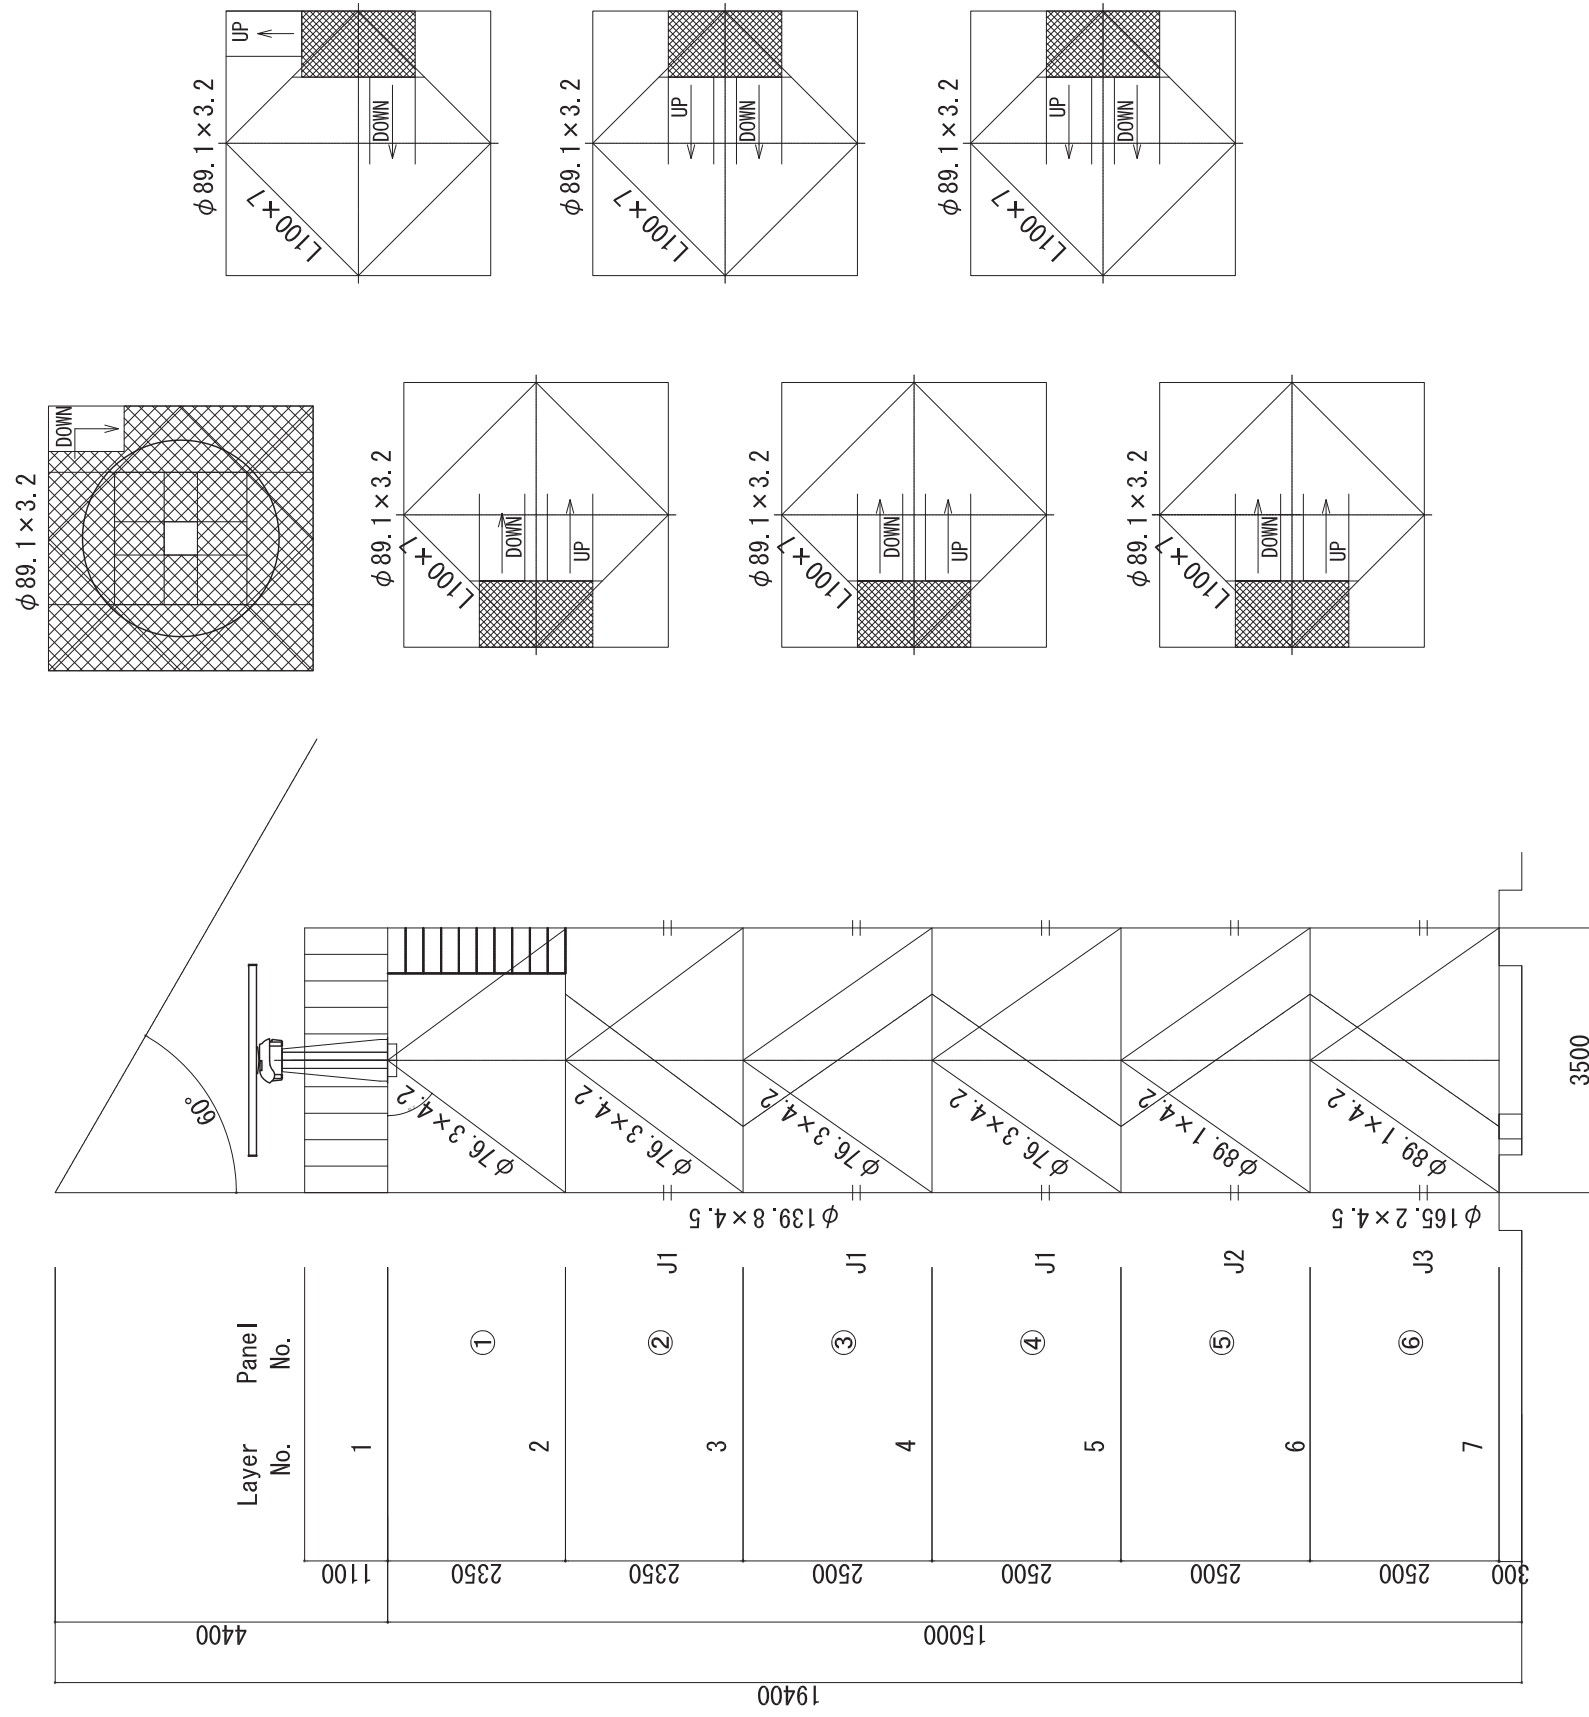 φ89.1×3.2
UP
DOWN
L100×7
φ89.1×3.2
UP
DOWN
L100×7
φ89.1×3.2
UP
DOWN
L100×7
φ89.1×3.2
DOWN
φ89.1×3.2
DOWN
UP
L100×7
φ89.1×3.2
DOWN
UP
L100×7
φ89.1×3.2
DOWN
UP
L100×7
60°
φ76.3×4.2
φ76.3×4.2
φ76.3×4.2
φ76.3×4.2
φ89.1×4.2
φ89.1×4.2
3500
φ139.8×4.5
φ165.2×4.5
J1
J1
J1
J2
J3
Panel
No.
①
②
③
④
⑤
⑥
Layer
No.
1
2
3
4
5
6
7
1100
2350
2350
2500
2500
2500
2500
300
4400
15000
19400